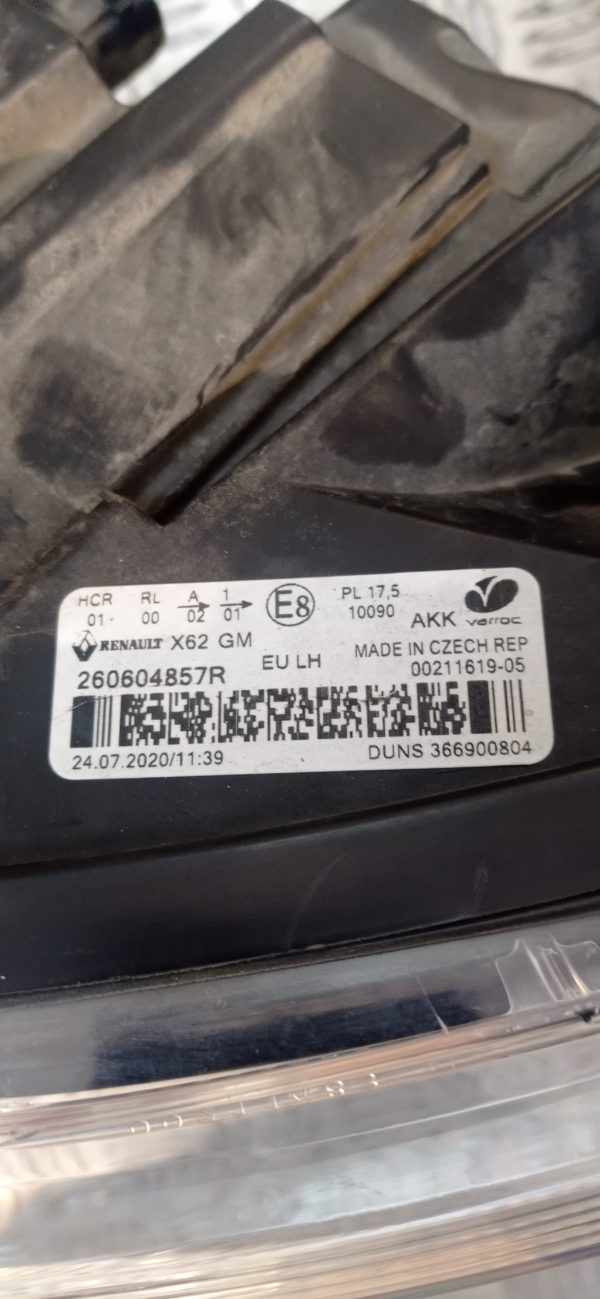 HCR RL A 1 E8 PL 17,5
01 00 02 01 10090 AKK varroc
RENAULT X62 GM EU LH MADE IN CZECH REP
260604857R 00211619-05
24.07.2020/11:39 DUNS 366900804